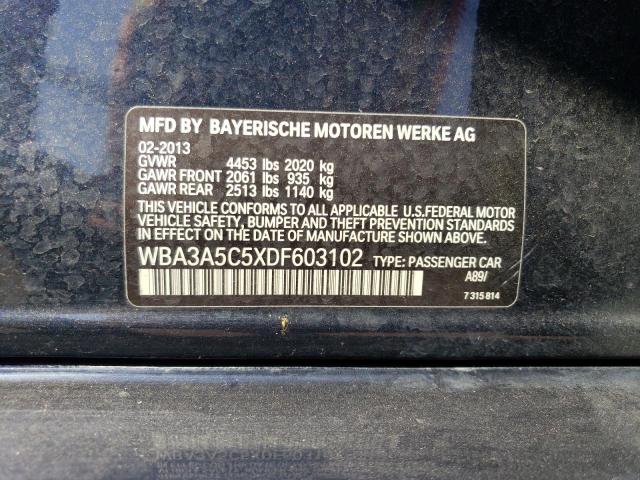 MFD BY BAYERISCHE MOTOREN WERKE AG
02-2013
GVWR 4453 lbs 2020 kg
GAWR FRONT 2061 lbs 935 kg
GAWR REAR 2513 lbs 1140 kg
THIS VEHICLE CONFORMS TO ALL APPLICABLE U.S.FEDERAL MOTOR
VEHICLE SAFETY, BUMPER AND THEFT PREVENTION STANDARDS
IN EFFECT ON THE DATE OF MANUFACTURE SHOWN ABOVE.
WBA3A5C5XDF603102 TYPE: PASSENGER CAR
A89/
7 315 814